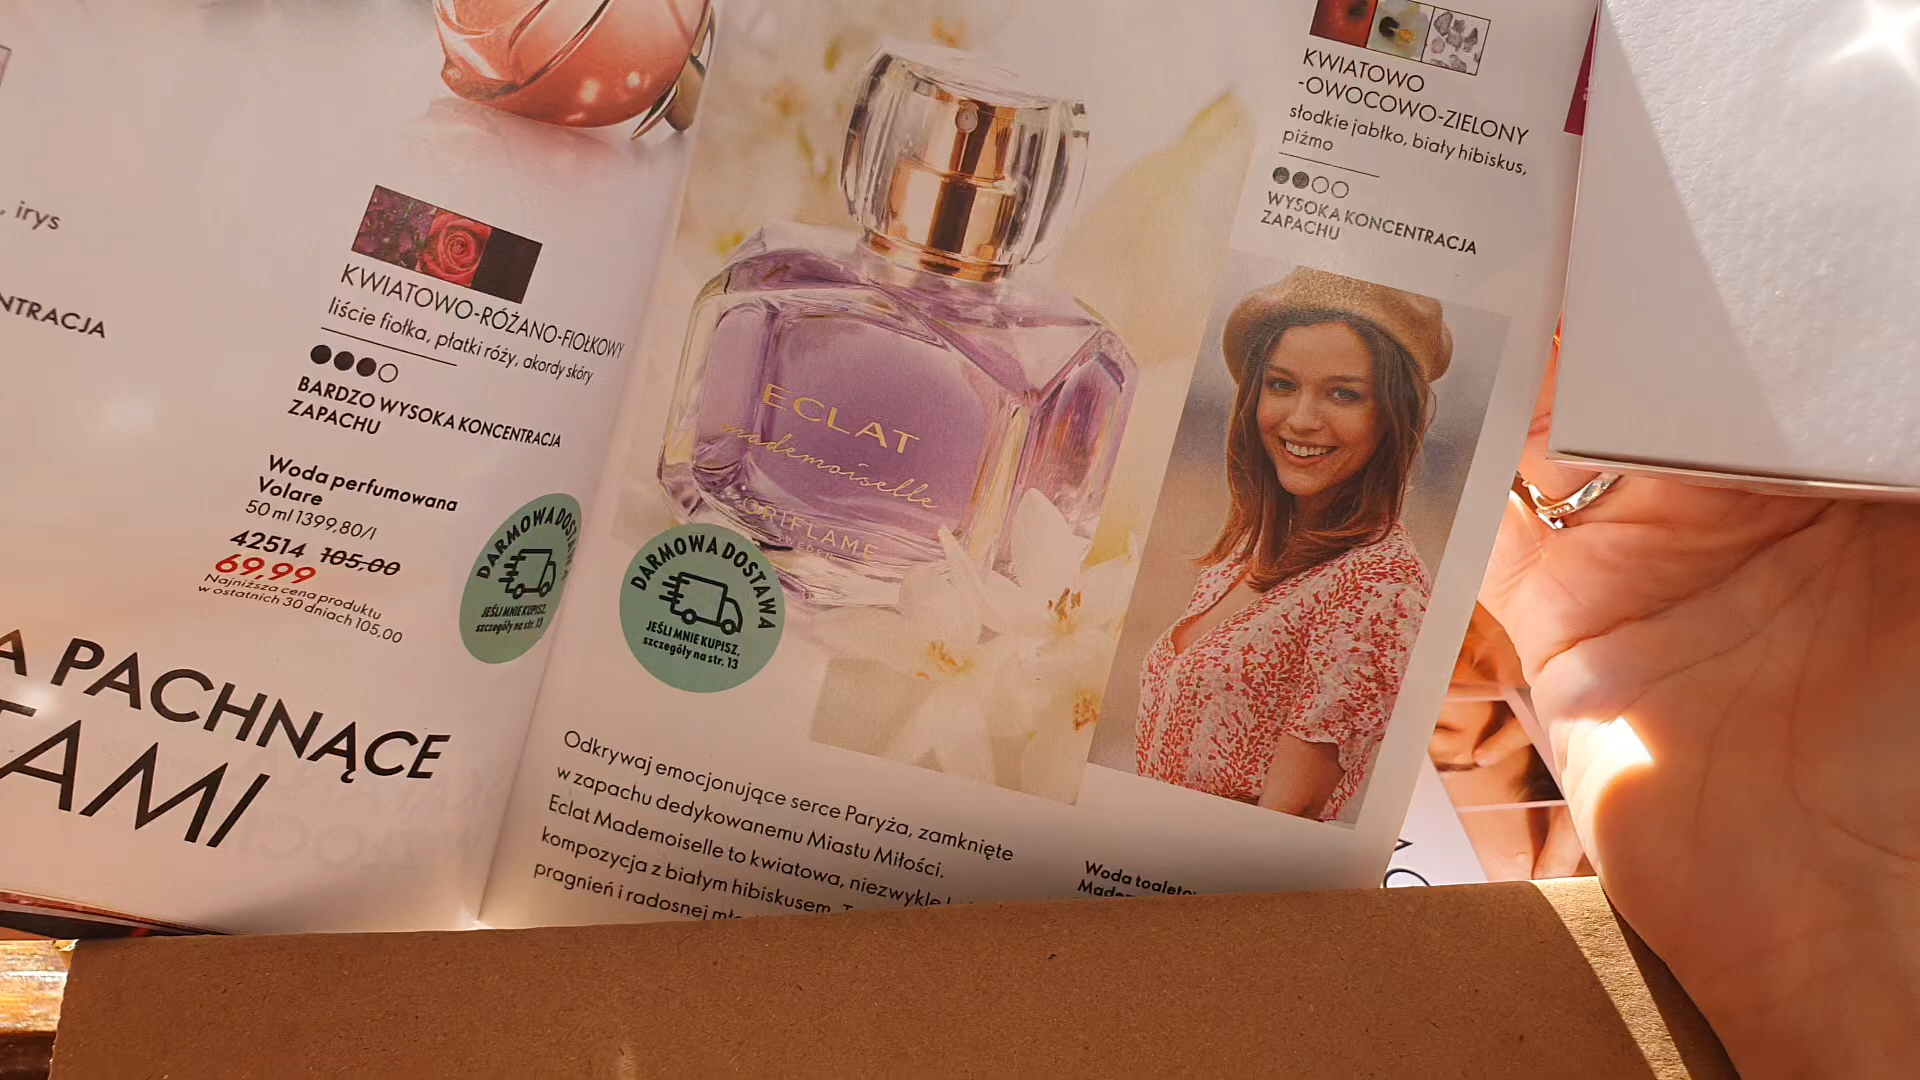 , irys
NTRACJA
KWIATOWO-RÓŻANO-FIOŁKOWY
liście fiołka, płatki róży, akordy skóry
BARDZO WYSOKA KONCENTRACJA
ZAPACHU
Woda perfumowana
Volare
50 ml 1399,80/l
42514 105,00
69,99
Najniższa cena produktu
w ostatnich 30 dniach 105,00
DARMOWA DOSTAWA
JEŚLI MNIE KUPISZ,
szczegóły na str. 13
A PACHNĄCE
TAMI
ECLAT
mademoiselle
ORIFLAME
SWEDEN
DARMOWA DOSTAWA
JEŚLI MNIE KUPISZ,
szczegóły na str. 13
KWIATOWO
-OWOCOWO-ZIELONY
słodkie jabłko, biały hibiskus,
piżmo
WYSOKA KONCENTRACJA
ZAPACHU
Odkrywaj emocjonujące serce Paryża, zamknięte
w zapachu dedykowanemu Miastu Miłości.
Eclat Mademoiselle to kwiatowa, niezwykle
kompozycja z białym hibiskusem.
pragnień i radosnej
Woda